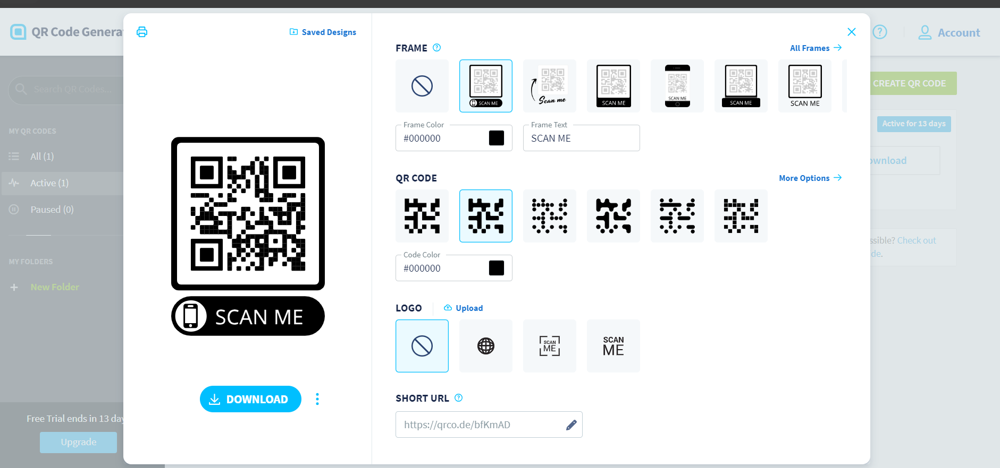 QR Code Genera
Search QR Codes...
MY QR CODES
All (1)
Active (1)
Paused (0)
MY FOLDERS
New Folder
Free Trial ends in 13 day
Upgrade
Saved Designs
SCAN ME
DOWNLOAD
FRAME
All Frames
SCAN ME
Scan me
SCAN ME
SCAN ME
SCAN ME
SCAN ME
Frame Color
#000000
Frame Text
SCAN ME
QR CODE
More Options
Code Color
#000000
LOGO
Upload
SCAN
ME
SCAN
ME
SHORT URL
https://qrco.de/bfKmAD
Account
CREATE QR CODE
Active for 13 days
ownload
ssible? Check out
de.